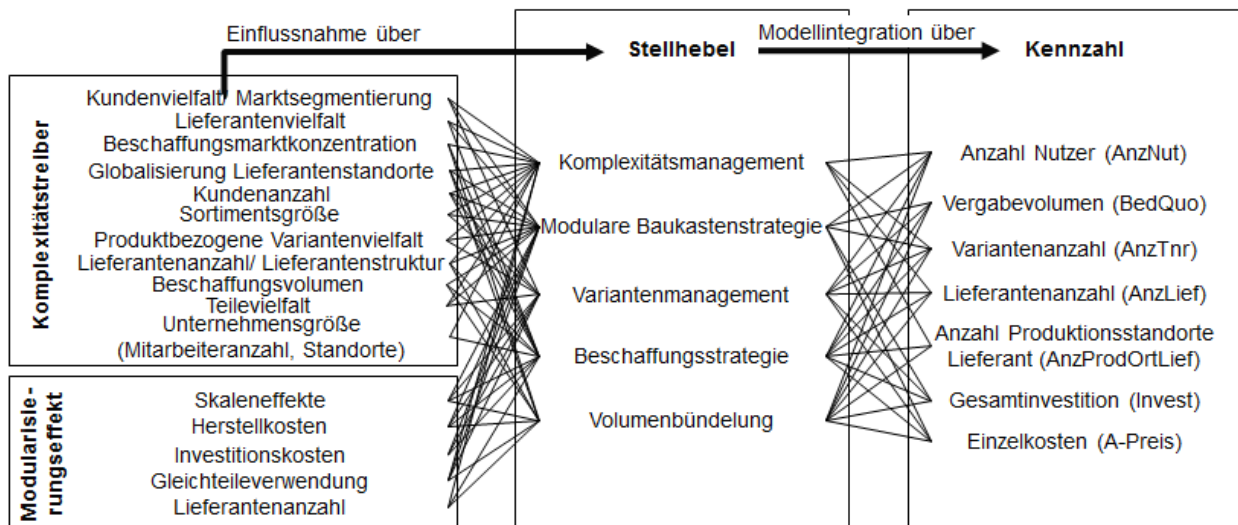 Einflussnahme über
Stellhebel
Modellintegration über
Kennzahl
Komplexitätstreiber
Kundenvielfalt/ Marktsegmentierung
Lieferantenvielfalt
Beschaffungsmarktkonzentration
Globalisierung Lieferantenstandorte
Kundenanzahl
Sortimentsgröße
Produktbezogene Variantenvielfalt
Lieferantenanzahl/ Lieferantenstruktur
Beschaffungsvolumen
Teilevielfalt
Unternehmensgröße
(Mitarbeiteranzahl, Standorte)
Modularisie-
rungseffekt
Skaleneffekte
Herstellkosten
Investitionskosten
Gleichteileverwendung
Lieferantenanzahl
Komplexitätsmanagement
Modulare Baukastenstrategie
Variantenmanagement
Beschaffungsstrategie
Volumenbündelung
Anzahl Nutzer (AnzNut)
Vergabevolumen (BedQuo)
Variantenanzahl (AnzTnr)
Lieferantenanzahl (AnzLief)
Anzahl Produktionsstandorte
Lieferant (AnzProdOrtLief)
Gesamtinvestition (Invest)
Einzelkosten (A-Preis)